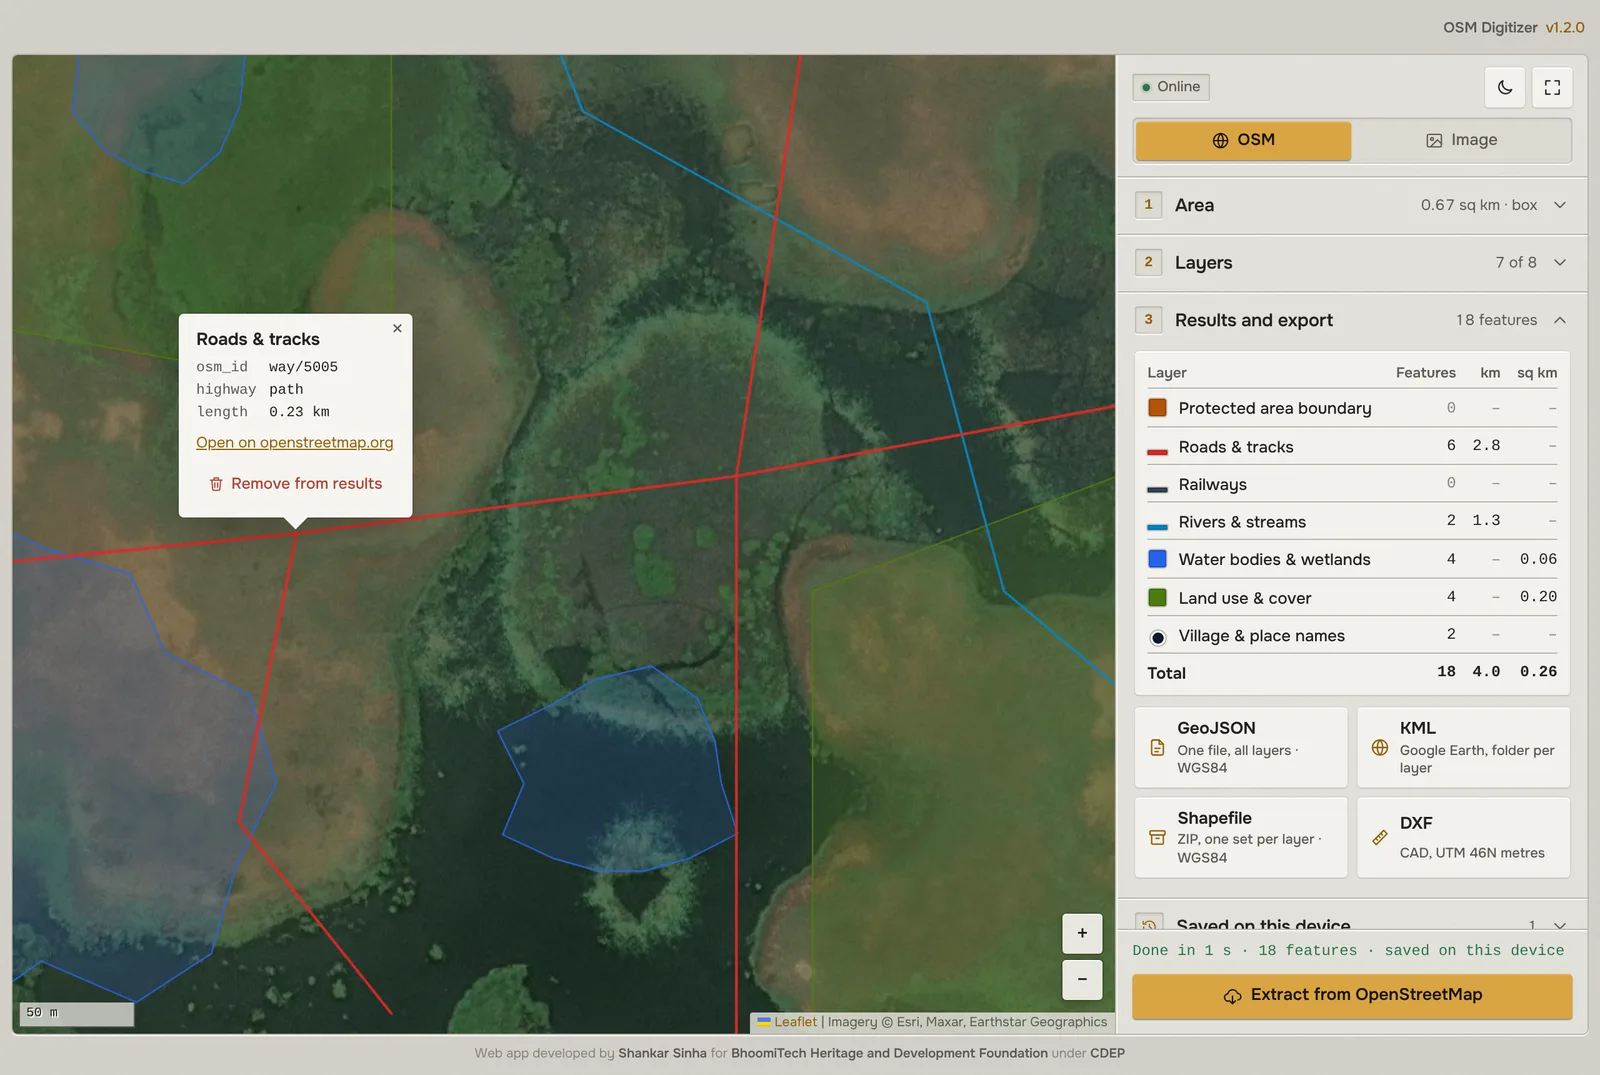 OSM Digitizer v1.2.0
Online
OSM
Image
1 Area 0.67 sq km · box
2 Layers 7 of 8
3 Results and export 18 features
Layer Features km sq km
Protected area boundary 0 – –
Roads & tracks 6 2.8 –
Railways 0 – –
Rivers & streams 2 1.3 –
Water bodies & wetlands 4 – 0.06
Land use & cover 4 – 0.20
Village & place names 2 – –
Total 18 4.0 0.26
GeoJSON
One file, all layers ·
WGS84
KML
Google Earth, folder per
layer
Shapefile
ZIP, one set per layer ·
WGS84
DXF
CAD, UTM 46N metres
Saved on this device 1
Done in 1 s · 18 features · saved on this device
Extract from OpenStreetMap
Roads & tracks
×
osm_id way/5005
highway path
length 0.23 km
Open on openstreetmap.org
Remove from results
+
−
50 m
Leaflet | Imagery © Esri, Maxar, Earthstar Geographics
Web app developed by Shankar Sinha for BhoomiTech Heritage and Development Foundation under CDEP